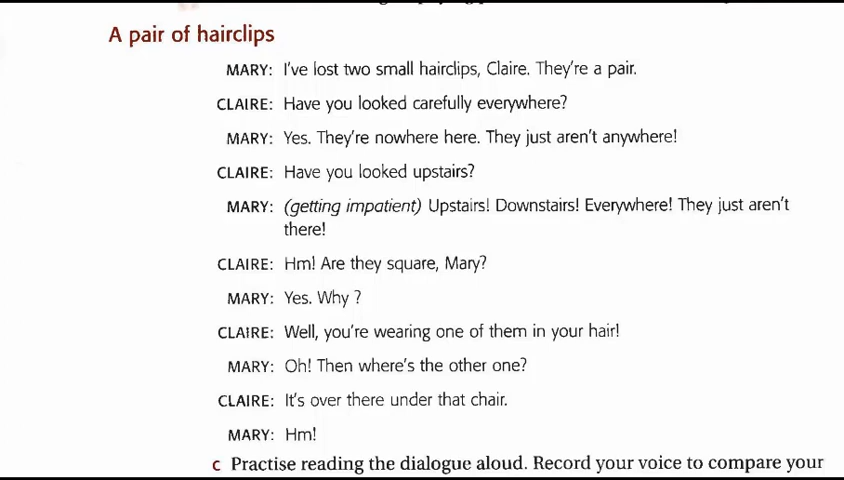 A pair of hairclips
MARY: I've lost two small hairclips, Claire. They're a pair.
CLAIRE: Have you looked carefully everywhere?
MARY: Yes. They're nowhere here. They just aren't anywhere!
CLAIRE: Have you looked upstairs?
MARY: (getting impatient) Upstairs! Downstairs! Everywhere! They just aren't
there!
CLAIRE: Hm! Are they square, Mary?
MARY: Yes. Why ?
CLAIRE: Well, you're wearing one of them in your hair!
MARY: Oh! Then where's the other one?
CLAIRE: It's over there under that chair.
MARY: Hm!
c Practise reading the dialogue aloud. Record your voice to compare your